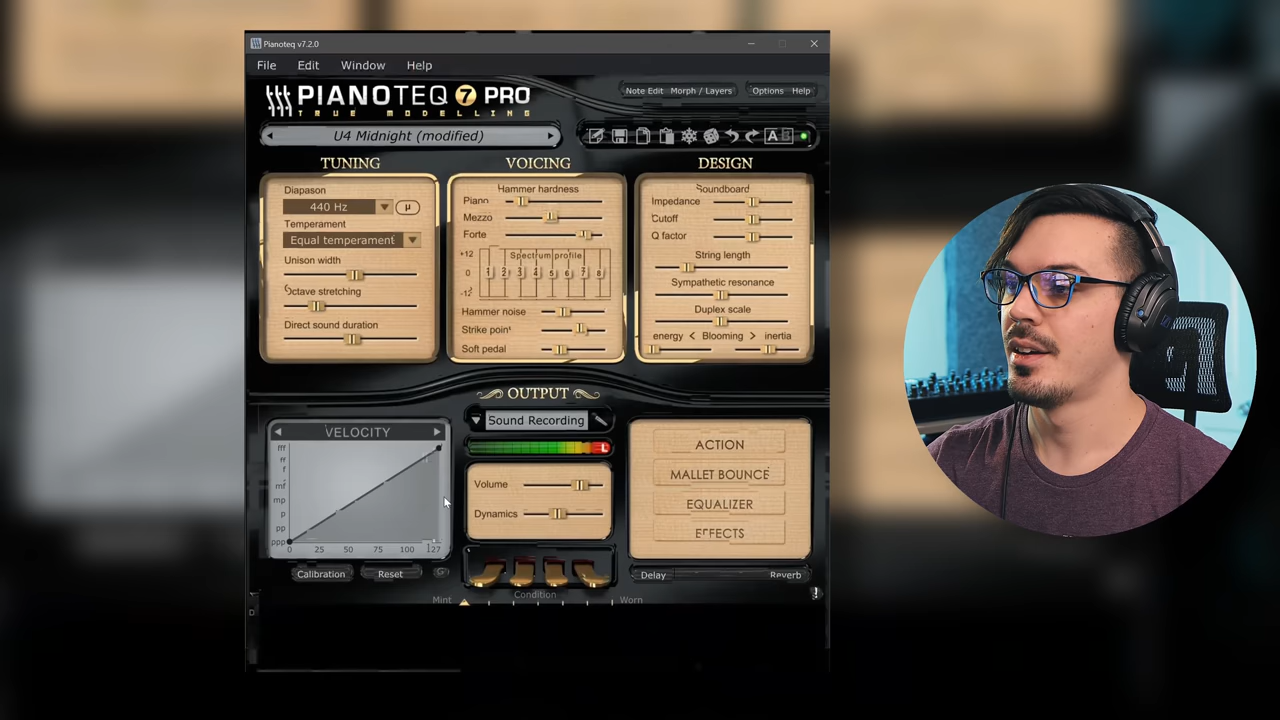 Pianoteq v7.2.0
File Edit Window Help
PIANOTEQ 7 PRO
TRUE MODELLING
Note Edit Morph / Layers Options Help
U4 Midnight (modified)
A B
TUNING
Diapason
440 Hz
µ
Temperament
Equal temperament
Unison width
Octave stretching
Direct sound duration
VOICING
Hammer hardness
Piano
Mezzo
Forte
Spectrum profile
+12
0
-12
1 2 3 4 5 6 7 8
Hammer noise
Strike point
Soft pedal
DESIGN
Soundboard
Impedance
Cutoff
Q factor
String length
Sympathetic resonance
Duplex scale
energy < Blooming > inertia
OUTPUT
VELOCITY
fff
ff
f
mf
mp
p
pp
ppp
0 25 50 75 100 127
Calibration Reset
Sound Recording
L
Volume
Dynamics
ACTION
MALLET BOUNCE
EQUALIZER
EFFECTS
Delay Reverb
Mint Condition Worn